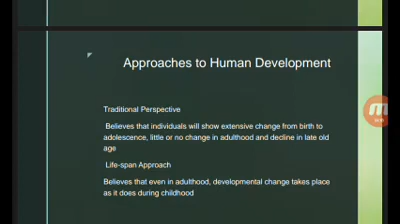 Approaches to Human Development
Traditional Perspective
Believes that individuals will show extensive change from birth to
adolescence, little or no change in adulthood and decline in late old
age
Life-span Approach
Believes that even in adulthood, developmental change takes place
as it does during childhood